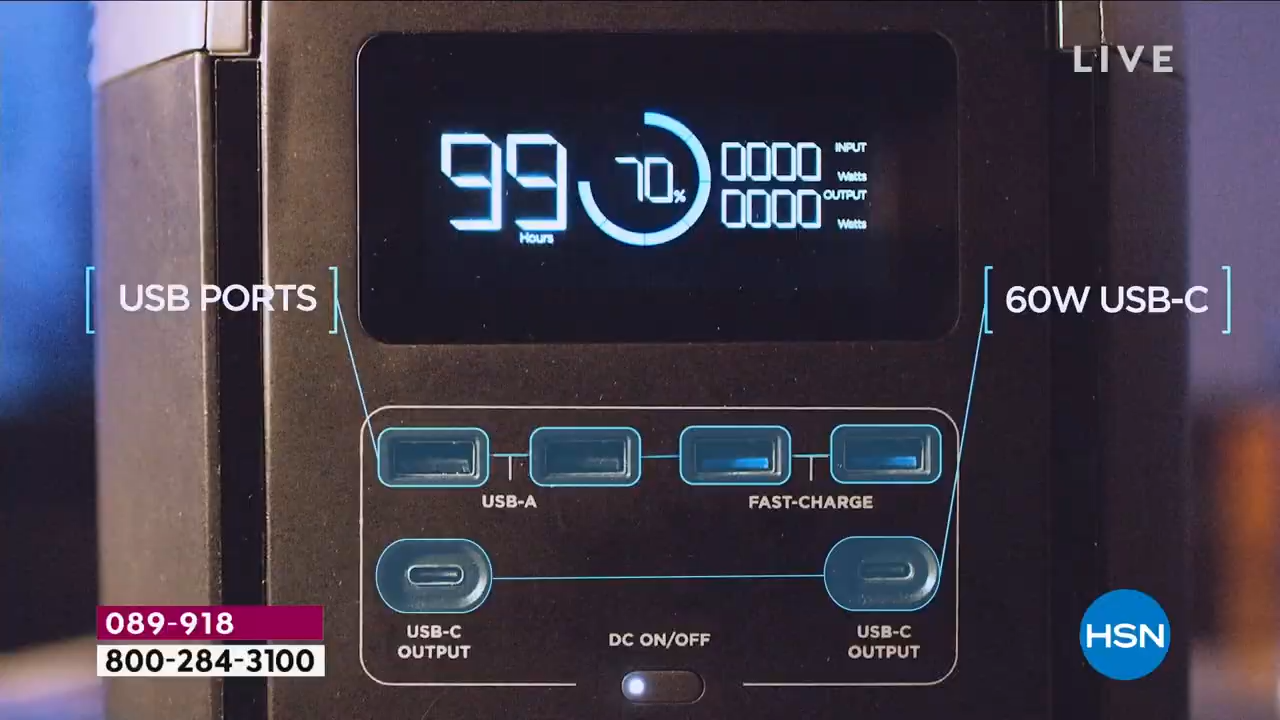 LIVE
99
Hours
70%
0000
INPUT
Watts
0000
OUTPUT
Watts
USB PORTS
60W USB-C
USB-A
FAST-CHARGE
USB-C
OUTPUT
DC ON/OFF
USB-C
OUTPUT
089-918
800-284-3100
HSN